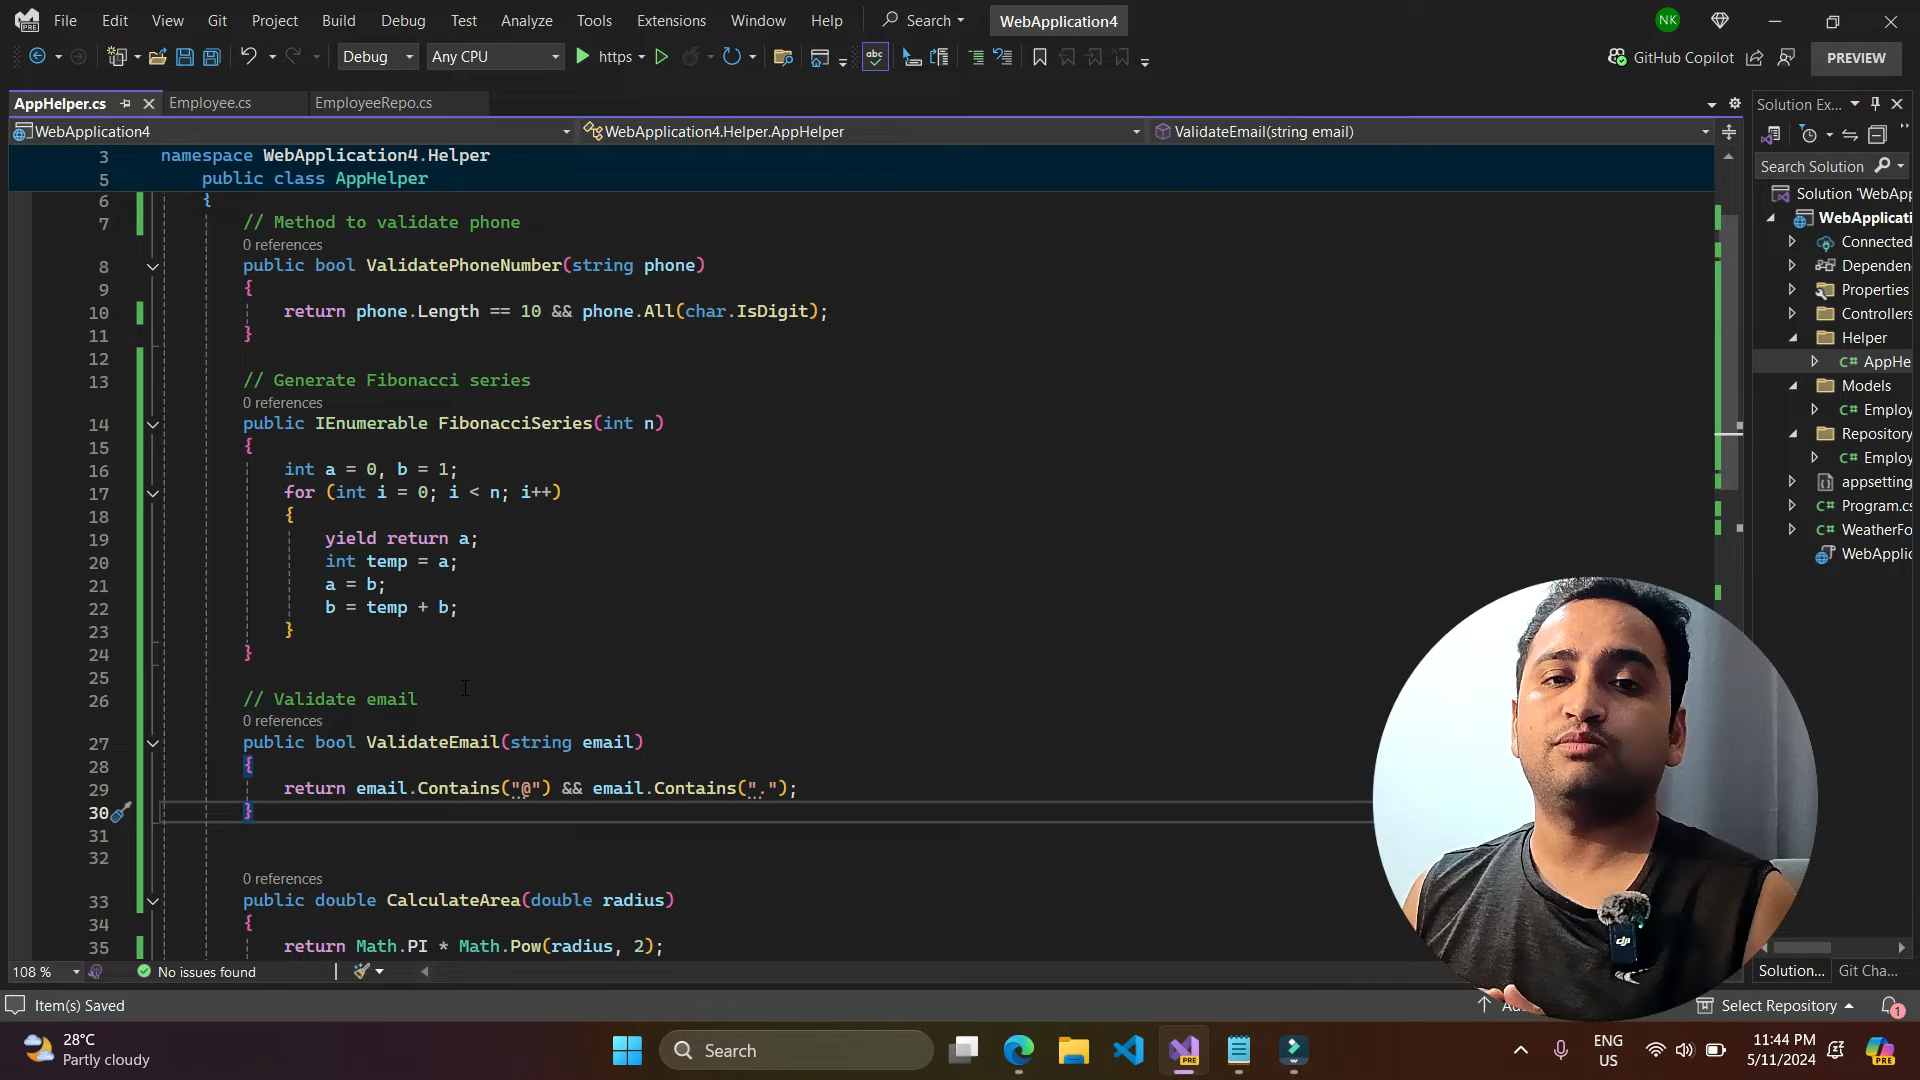 File Edit View Git Project Build Debug Test Analyze Tools Extensions Window Help Search WebApplication4 NK
Debug Any CPU https abc GitHub Copilot PREVIEW
AppHelper.cs Employee.cs EmployeeRepo.cs
WebApplication4 WebApplication4.Helper.AppHelper ValidateEmail(string email)
3 namespace WebApplication4.Helper
5 public class AppHelper
6 {
7 // Method to validate phone
0 references
8 public bool ValidatePhoneNumber(string phone)
9 {
10 return phone.Length == 10 && phone.All(char.IsDigit);
11 }
12
13 // Generate Fibonacci series
0 references
14 public IEnumerable FibonacciSeries(int n)
15 {
16 int a = 0, b = 1;
17 for (int i = 0; i < n; i++)
18 {
19 yield return a;
20 int temp = a;
21 a = b;
22 b = temp + b;
23 }
24 }
25
26 // Validate email
0 references
27 public bool ValidateEmail(string email)
28 {
29 return email.Contains("@") && email.Contains(".");
30 }
31
32
0 references
33 public double CalculateArea(double radius)
34 {
35 return Math.PI * Math.Pow(radius, 2);
Solution Ex...
Search Solution
Solution 'WebApp
WebApplicati
Connected
Dependen
Properties
Controllers
Helper
C# AppHe
Models
C# Employ
Repository
C# Employ
appsetting
C# Program.cs
C# WeatherFo
WebApplic
dji
108 % No issues found Solution... Git Cha...
Item(s) Saved Select Repository 1
28°C
Partly cloudy
Search
PRE
ENG
US
11:44 PM
5/11/2024
PRE